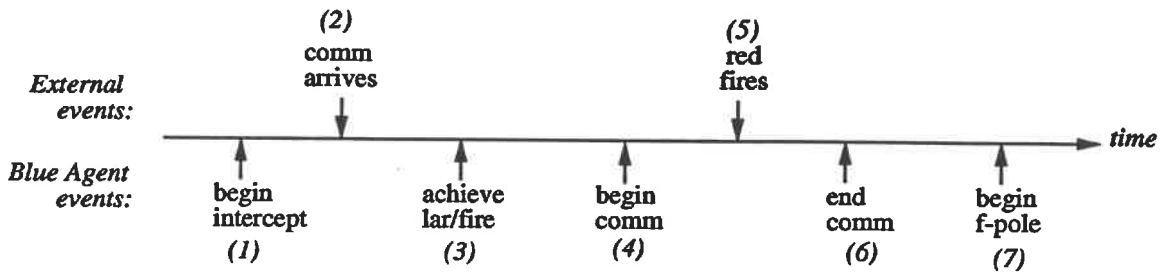 (2)
comm
arrives
(5)
red
fires
External
events:
time
Blue Agent
events:
begin
intercept
(1)
achieve
lar/fire
(3)
begin
comm
(4)
end
comm
(6)
begin
f-pole
(7)